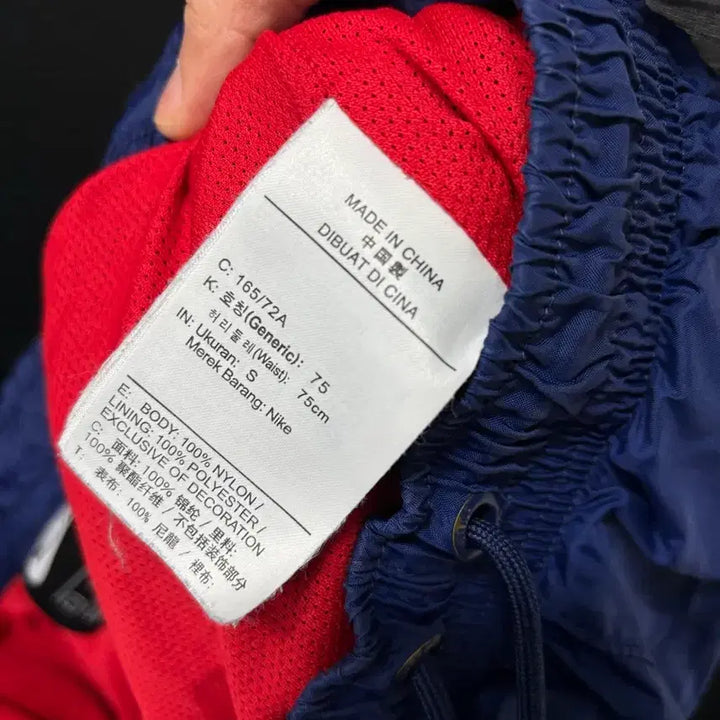 MADE IN CHINA
中国製
DIBUAT DI CINA
C: 165/72A
K: 호칭(Generic): 75
허리둘레(Waist): 75cm
IN: Ukuran: S
Merek Barang: Nike
E: BODY: 100% NYLON /
LINING: 100% POLYESTER /
EXCLUSIVE OF DECORATION
C: 面料: 100% 锦纶 / 里料:
100% 聚酯纤维 · 不包括装饰部分
T: 表布: 100% 尼龍 / 裡布: